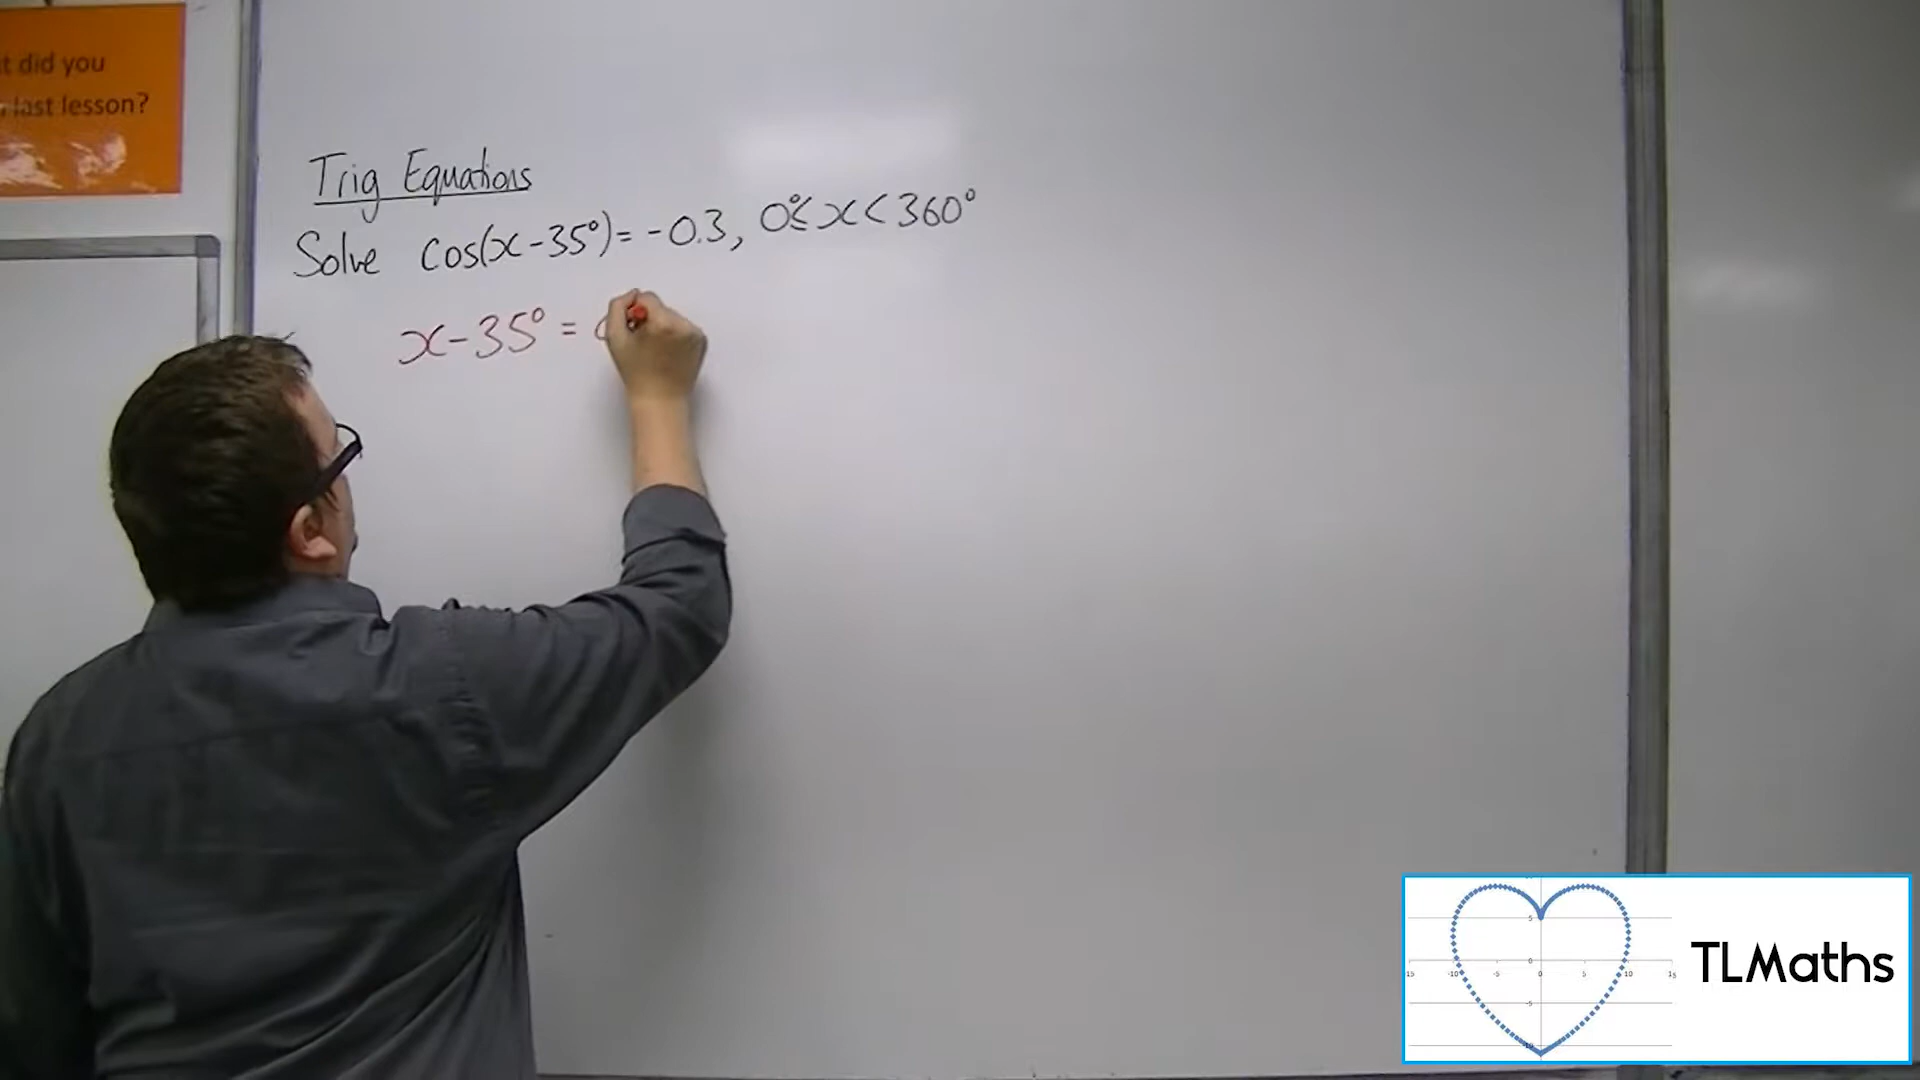 t did you
last lesson?
Trig Equations
Solve cos(x-35°)=-0.3, 0°≤x<360°
x-35° =
TLMaths